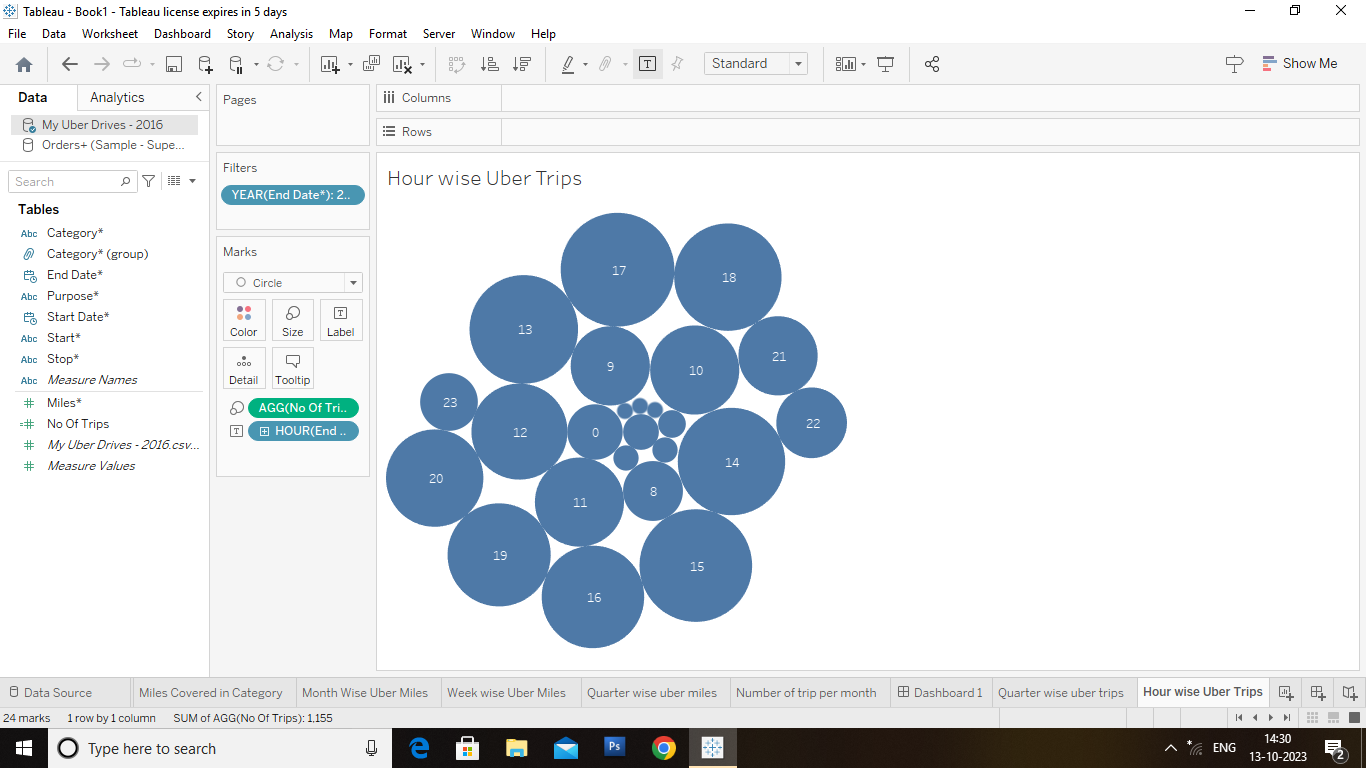 Tableau - Book1 - Tableau license expires in 5 days
File Data Worksheet Dashboard Story Analysis Map Format Server Window Help
Standard
Show Me
Data Analytics
My Uber Drives - 2016
Orders+ (Sample - Supe...
Search
Tables
Abc Category*
Category* (group)
End Date*
Abc Purpose*
Start Date*
Abc Start*
Abc Stop*
Abc Measure Names
Miles*
No Of Trips
My Uber Drives - 2016.csv...
Measure Values
Pages
Filters
YEAR(End Date*): 2..
Marks
Circle
Color Size Label
Detail Tooltip
AGG(No Of Tri..
HOUR(End ..
Columns
Rows
Hour wise Uber Trips
17
18
13
21
9
10
23
22
12
0
14
20
8
11
19
15
16
Data Source Miles Covered in Category Month Wise Uber Miles Week wise Uber Miles Quarter wise uber miles Number of trip per month Dashboard 1 Quarter wise uber trips Hour wise Uber Trips
24 marks 1 row by 1 column SUM of AGG(No Of Trips): 1,155
Type here to search
Ps
ENG
14:30
13-10-2023
2